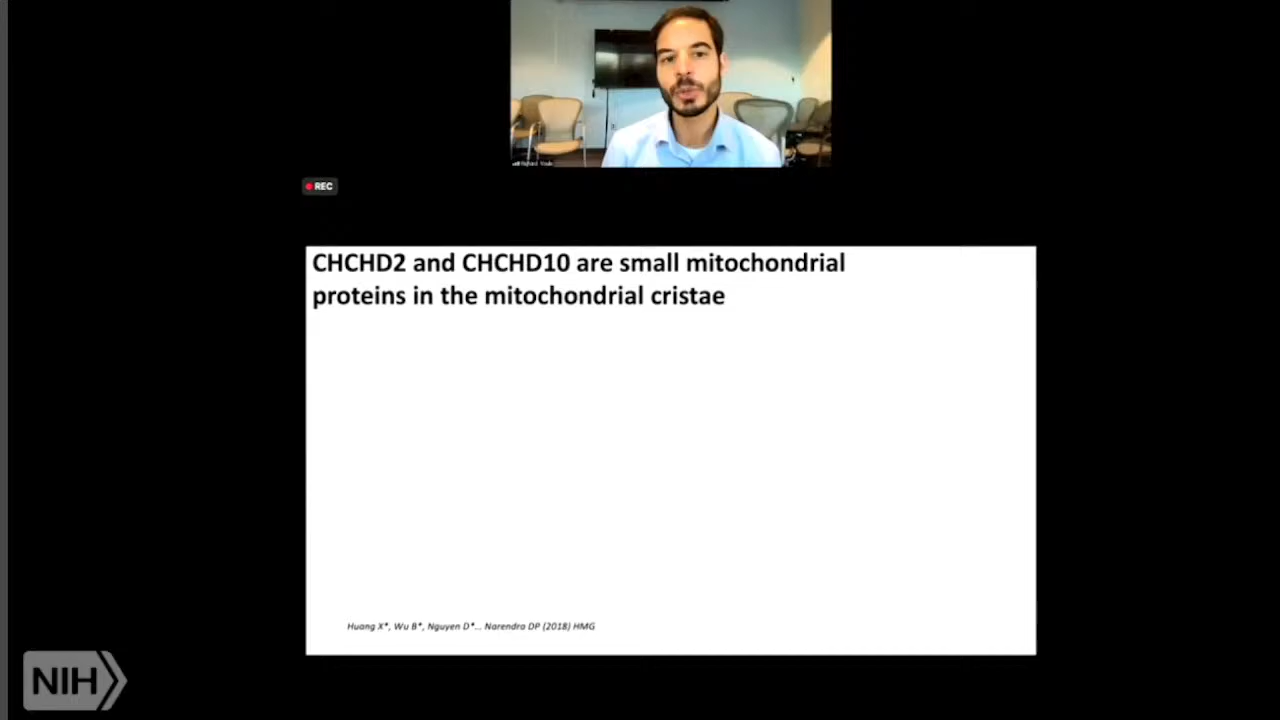 REC
CHCHD2 and CHCHD10 are small mitochondrial
proteins in the mitochondrial cristae
Huang X*, Wu B*, Nguyen D*... Narendra DP (2018) HMG
NIH